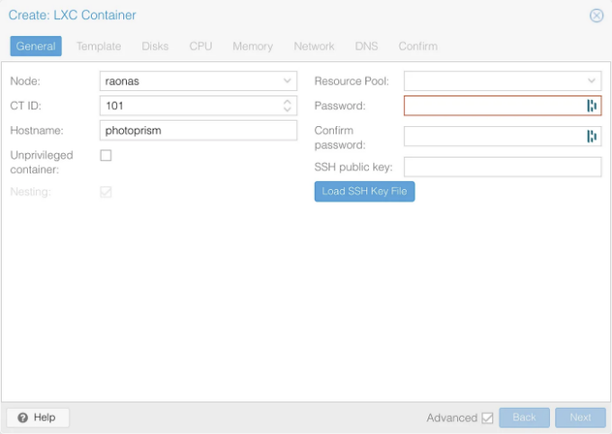 Create: LXC Container
General Template Disks CPU Memory Network DNS Confirm
Node: raonas Resource Pool:
CT ID: 101 Password:
Hostname: photoprism Confirm
password:
Unprivileged
container:
SSH public key:
Nesting: Load SSH Key File
Help Advanced Back Next